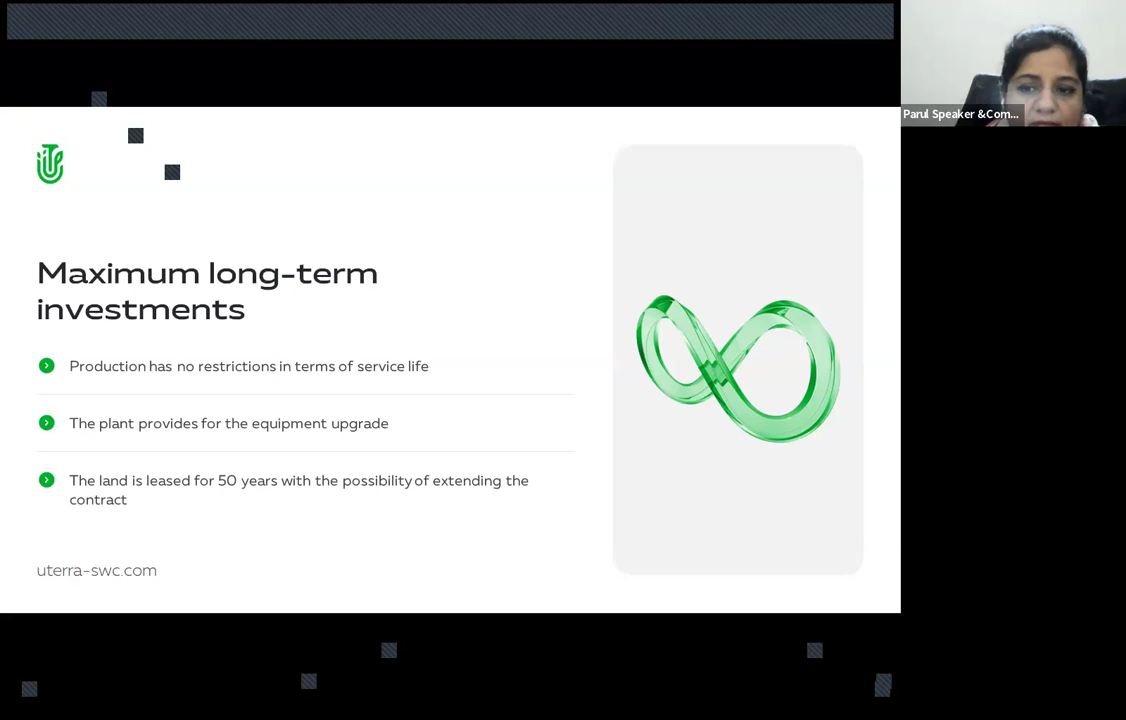 Parul Speaker &Com...
Maximum long-term
investments
Production has no restrictions in terms of service life
The plant provides for the equipment upgrade
The land is leased for 50 years with the possibility of extending the
contract
uterra-swc.com